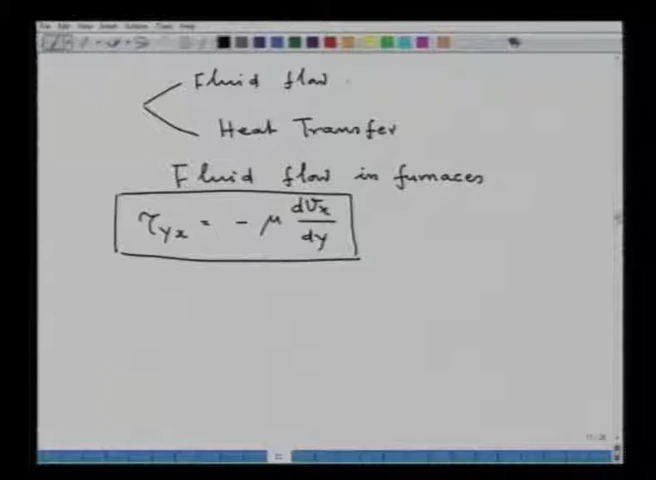 Fluid flow
Heat Transfer
Fluid flow in furnaces
τyx = - μ dVx/dy